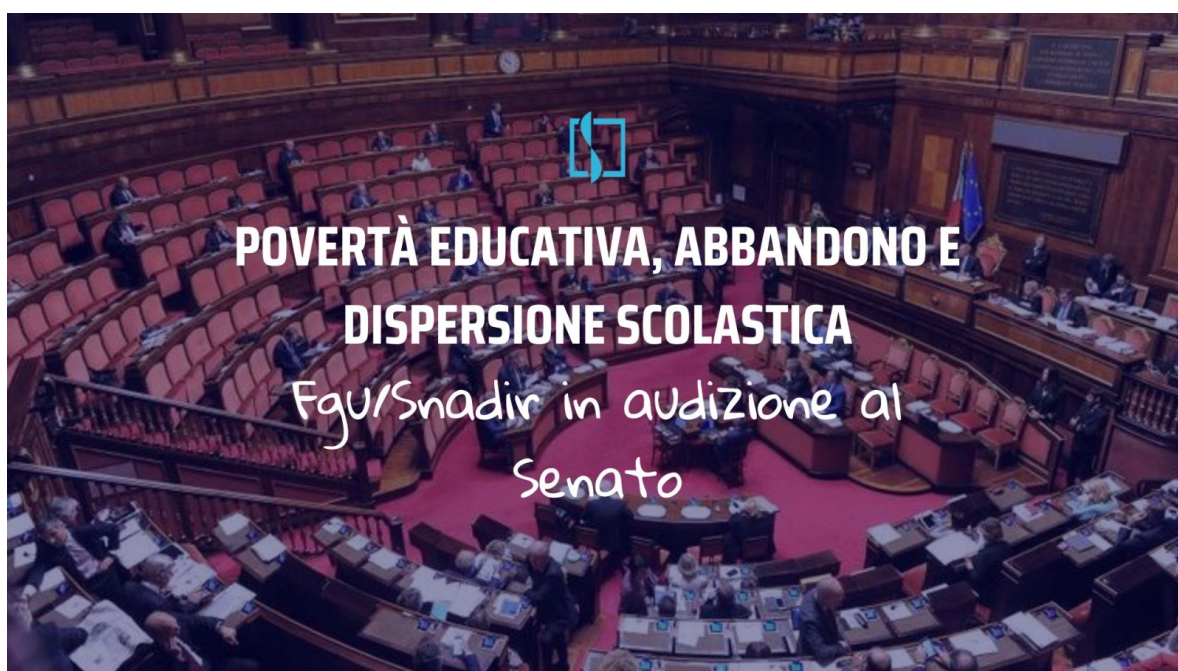 POVERTÀ EDUCATIVA, ABBANDONO E
DISPERSIONE SCOLASTICA
Fgu/Snadir in audizione al
Senato